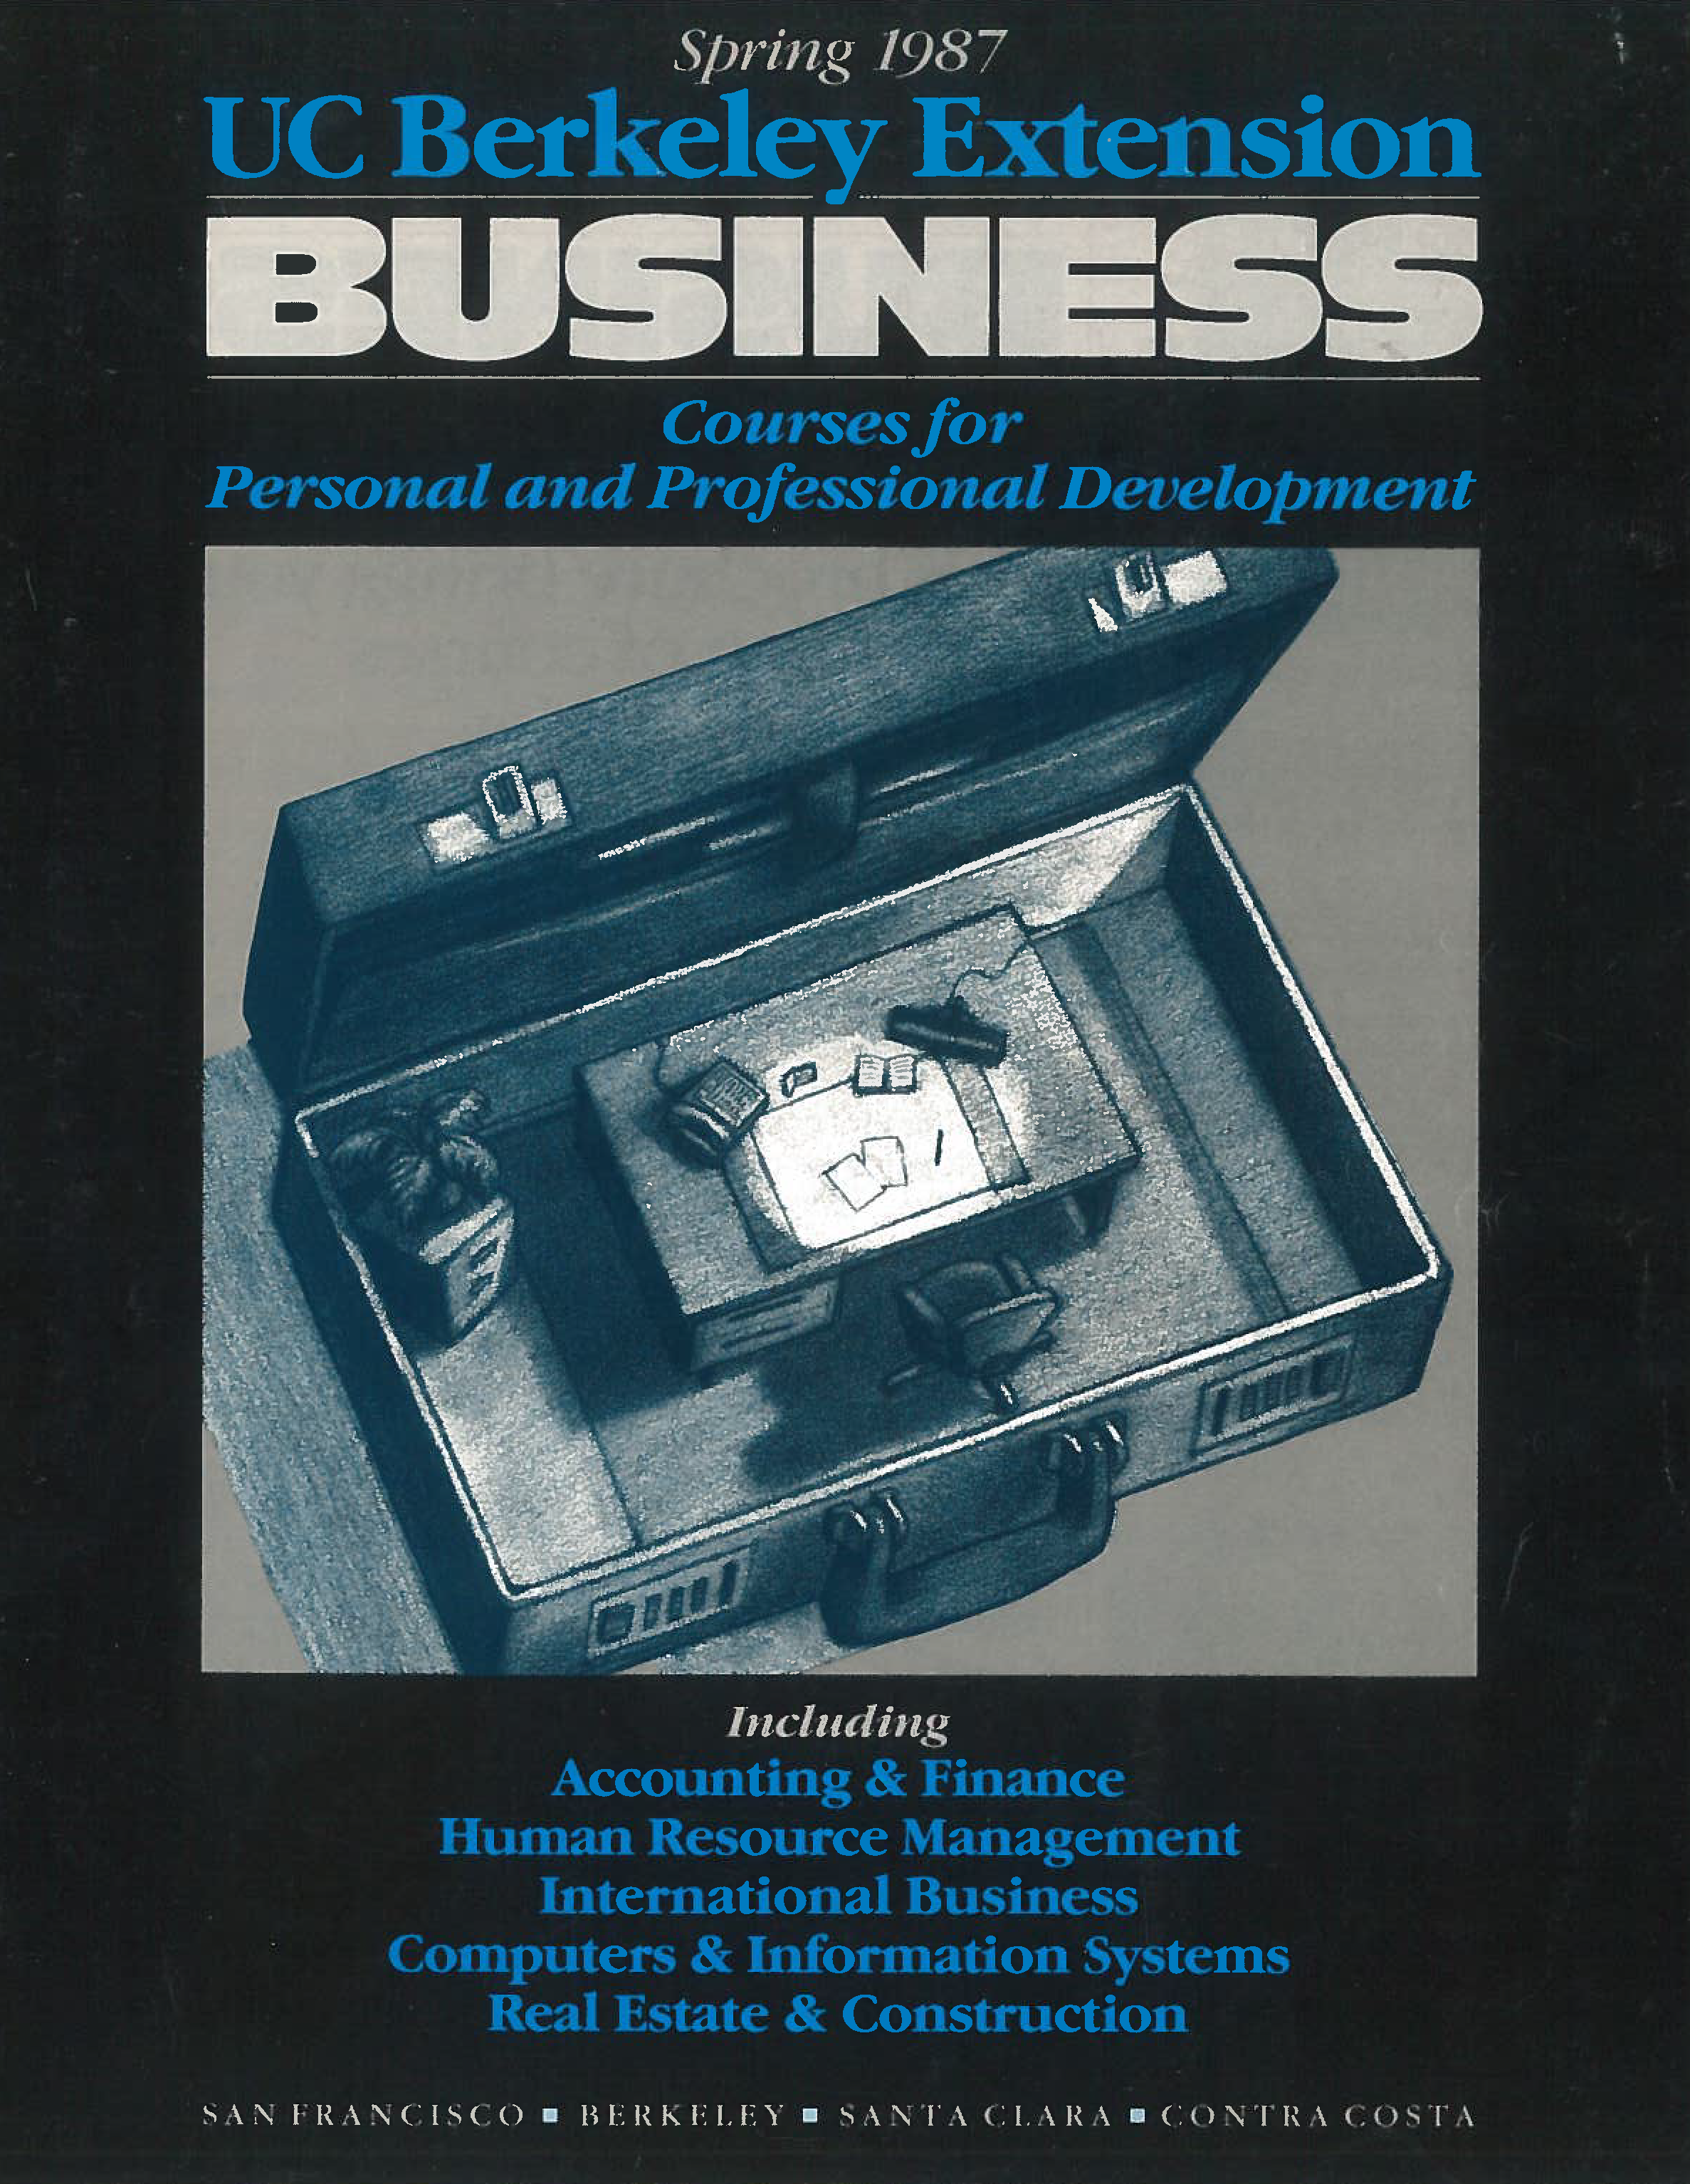 Spring 1987
UC Berkeley Extension
BUSINESS
Courses for
Personal and Professional Development
Including
Accounting & Finance
Human Resource Management
International Business
Computers & Information Systems
Real Estate & Construction
SAN FRANCISCO ▪ BERKELEY ▪ SANTA CLARA ▪ CONTRA COSTA